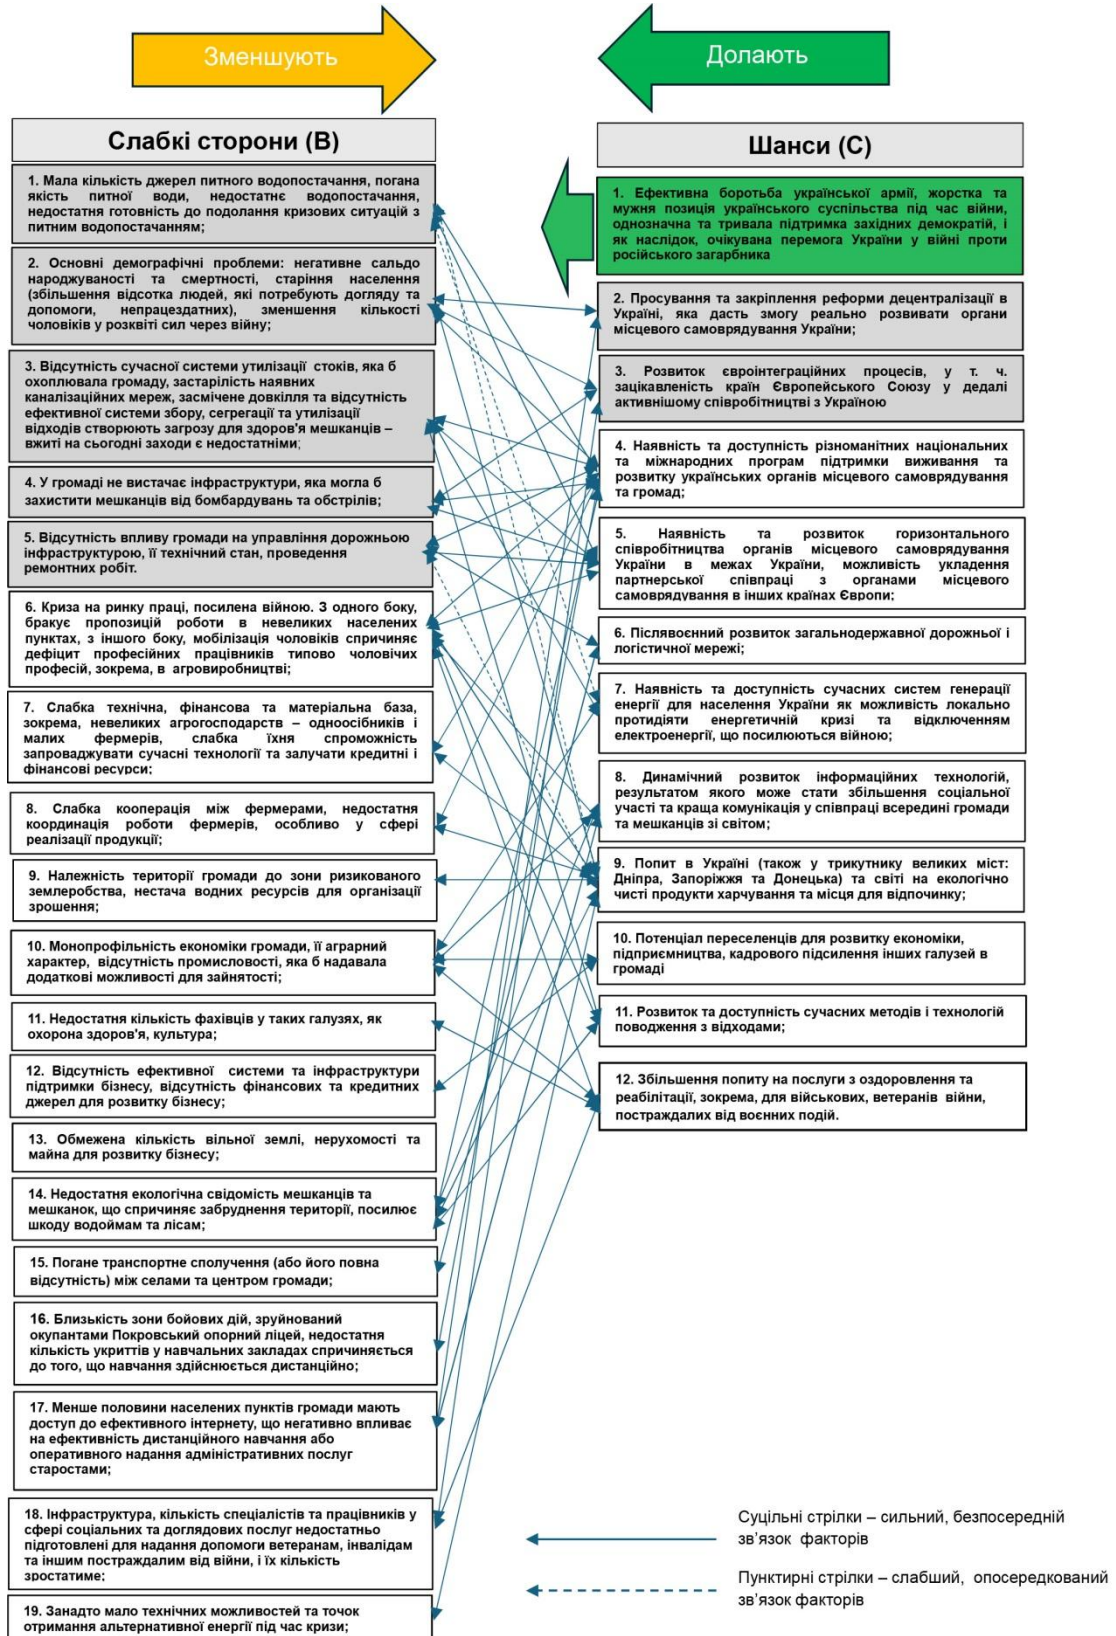 Зменшують
Долають
Слабкі сторони (В)
1. Мала кількість джерел питного водопостачання, погана
якість питної води, недостатнє водопостачання,
недостатня готовність до подолання кризових ситуацій з
питним водопостачанням;
2. Основні демографічні проблеми: негативне сальдо
народжуваності та смертності, старіння населення
(збільшення відсотка людей, які потребують догляду та
допомоги, непрацездатних), зменшення кількості
чоловіків у розквіті сил через війну;
3. Відсутність сучасної системи утилізації стоків, яка б
охоплювала громаду, застарілість наявних
каналізаційних мереж, засмічене довкілля та відсутність
ефективної системи збору, сегрегації та утилізації
відходів створюють загрозу для здоров'я мешканців –
вжиті на сьогодні заходи є недостатніми;
4. У громаді не вистачає інфраструктури, яка могла б
захистити мешканців від бомбардувань та обстрілів;
5. Відсутність впливу громади на управління дорожньою
інфраструктурою, її технічний стан, проведення
ремонтних робіт.
6. Криза на ринку праці, посилена війною. З одного боку,
бракує пропозицій роботи в невеликих населених
пунктах, з іншого боку, мобілізація чоловіків спричиняє
дефіцит професійних працівників типово чоловічих
професій, зокрема, в агровиробництві;
7. Слабка технічна, фінансова та матеріальна база,
зокрема, невеликих агрогосподарств – одноосібників і
малих фермерів, слабка їхня спроможність
запроваджувати сучасні технології та залучати кредитні і
фінансові ресурси;
8. Слабка кооперація між фермерами, недостатня
координація роботи фермерів, особливо у сфері
реалізації продукції;
9. Належність території громади до зони ризикованого
землеробства, нестача водних ресурсів для організації
зрошення;
10. Монопрофільність економіки громади, її аграрний
характер, відсутність промисловості, яка б надавала
додаткові можливості для зайнятості;
11. Недостатня кількість фахівців у таких галузях, як
охорона здоров'я, культура;
12. Відсутність ефективної системи та інфраструктури
підтримки бізнесу, відсутність фінансових та кредитних
джерел для розвитку бізнесу;
13. Обмежена кількість вільної землі, нерухомості та
майна для розвитку бізнесу;
14. Недостатня екологічна свідомість мешканців та
мешканок, що спричиняє забруднення території, посилює
шкоду водоймам та лісам;
15. Погане транспортне сполучення (або його повна
відсутність) між селами та центром громади;
16. Близькість зони бойових дій, зруйнований
окупантами Покровський опорний ліцей, недостатня
кількість укриттів у навчальних закладах спричиняється
до того, що навчання здійснюється дистанційно;
17. Менше половини населених пунктів громади мають
доступ до ефективного інтернету, що негативно впливає
на ефективність дистанційного навчання або
оперативного надання адміністративних послуг
старостами;
18. Інфраструктура, кількість спеціалістів та працівників у
сфері соціальних та доглядових послуг недостатньо
підготовлені для надання допомоги ветеранам, інвалідам
та іншим постраждалим від війни, і їх кількість
зростатиме;
19. Занадто мало технічних можливостей та точок
отримання альтернативної енергії під час кризи;
Шанси (С)
1. Ефективна боротьба української армії, жорстка та
мужня позиція українського суспільства під час війни,
однозначна та тривала підтримка західних демократій, і
як наслідок, очікувана перемога України у війні проти
російського загарбника
2. Просування та закріплення реформи децентралізації в
Україні, яка дасть змогу реально розвивати органи
місцевого самоврядування України;
3. Розвиток євроінтеграційних процесів, у т. ч.
зацікавленість країн Європейського Союзу у дедалі
активнішому співробітництві з Україною
4. Наявність та доступність різноманітних національних
та міжнародних програм підтримки виживання та
розвитку українських органів місцевого самоврядування
та громад;
5. Наявність та розвиток горизонтального
співробітництва органів місцевого самоврядування
України в межах України, можливість укладення
партнерської співпраці з органами місцевого
самоврядування в інших країнах Європи;
6. Післявоєнний розвиток загальнодержавної дорожньої і
логістичної мережі;
7. Наявність та доступність сучасних систем генерації
енергії для населення України як можливість локально
протидіяти енергетичній кризі та відключенням
електроенергії, що посилюються війною;
8. Динамічний розвиток інформаційних технологій,
результатом якого може стати збільшення соціальної
участі та краща комунікація у співпраці всередині громади
та мешканців зі світом;
9. Попит в Україні (також у трикутнику великих міст:
Дніпра, Запоріжжя та Донецька) та світі на екологічно
чисті продукти харчування та місця для відпочинку;
10. Потенціал переселенців для розвитку економіки,
підприємництва, кадрового підсилення інших галузей в
громаді
11. Розвиток та доступність сучасних методів і технологій
поводження з відходами;
12. Збільшення попиту на послуги з оздоровлення та
реабілітації, зокрема, для військових, ветеранів війни,
постраждалих від воєнних подій.
Суцільні стрілки – сильний, безпосередній
зв'язок факторів
Пунктирні стрілки – слабший, опосередкований
зв'язок факторів